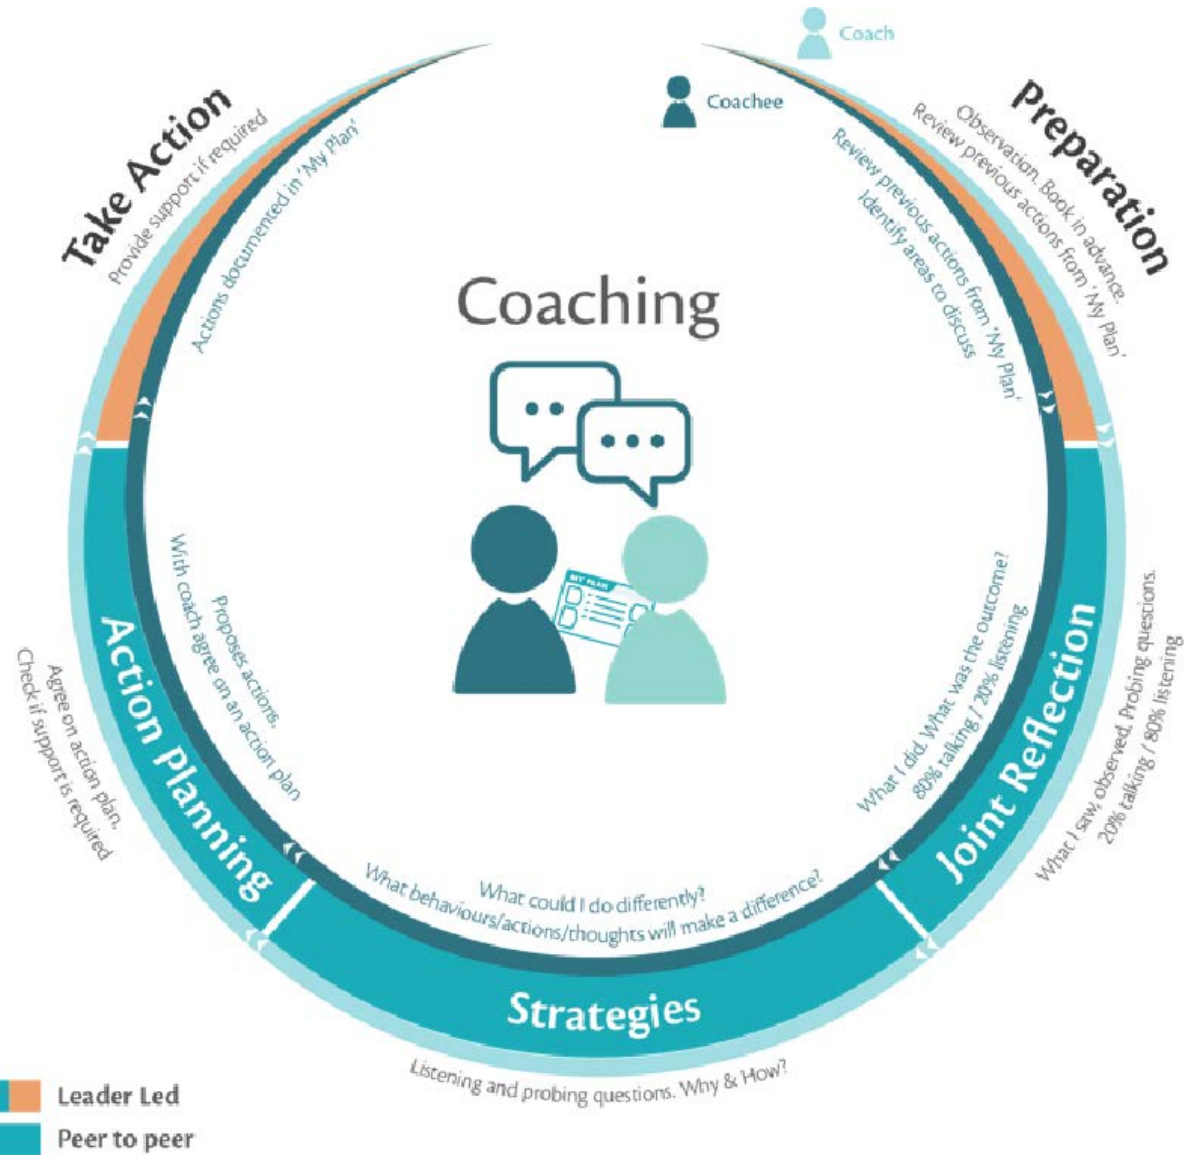 Coach
Coachee
Preparation
Observation. Book in advance.
Review previous actions from 'My Plan'
Review previous actions from 'My Plan'
Identify areas to discuss
Take Action
Provide support if required
Actions documented in 'My Plan'
Coaching
MY PLAN
What I did. What was the outcome?
80% talking / 20% listening
Joint Reflection
What I saw, observed. Probing questions.
20% talking / 80% listening
What could I do differently?
What behaviours/actions/thoughts will make a difference?
Strategies
Listening and probing questions. Why & How?
Proposes actions.
With coach agree on an action plan
Action Planning
Agree on action plan,
Check if support is required
Leader Led
Peer to peer